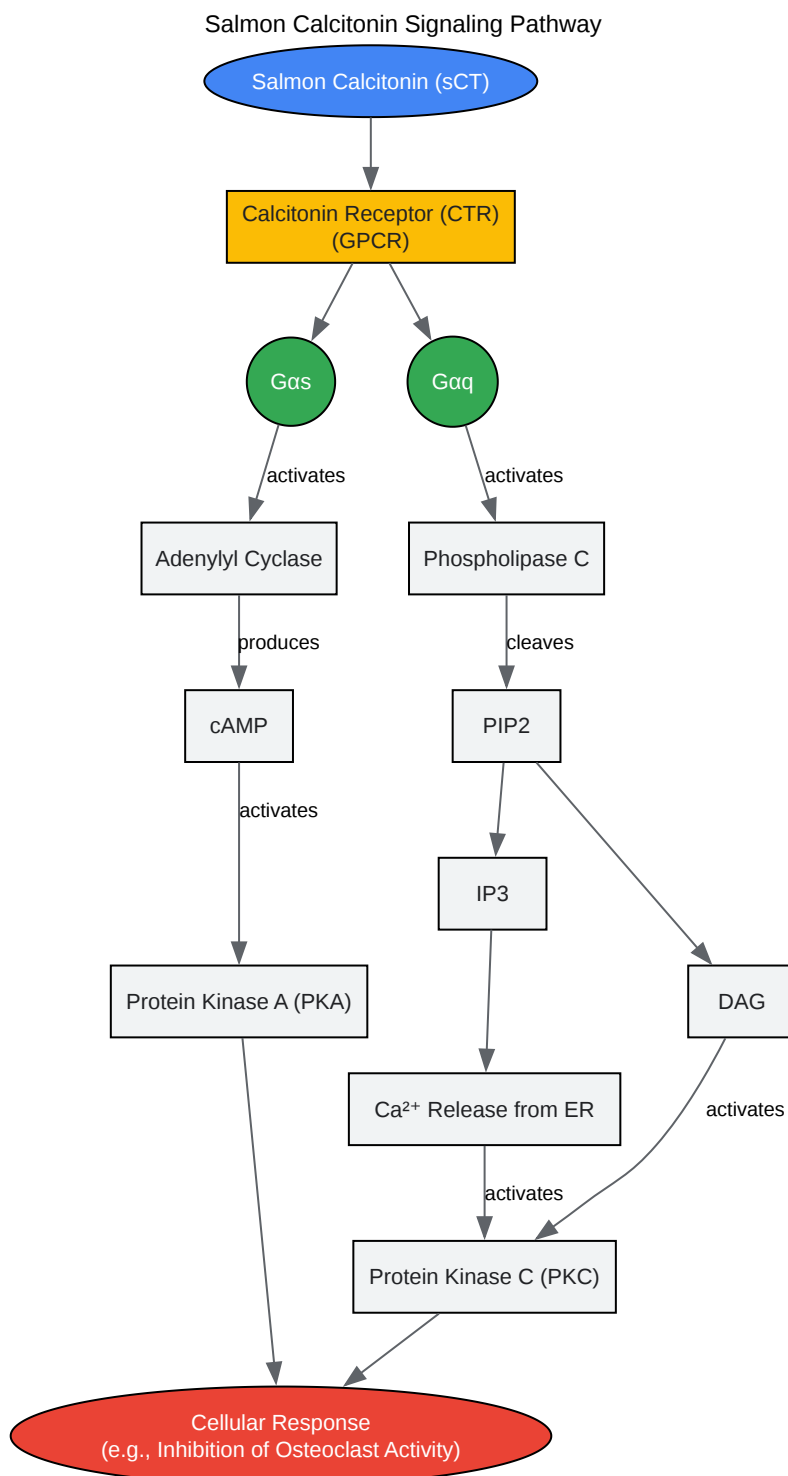 Salmon Calcitonin Signaling Pathway
Salmon Calcitonin (sCT)
Calcitonin Receptor (CTR)
(GPCR)
Gαs
Gαq
activates
activates
Adenylyl Cyclase
Phospholipase C
produces
cleaves
cAMP
PIP2
activates
IP3
Protein Kinase A (PKA)
DAG
Ca²⁺ Release from ER
activates
activates
Protein Kinase C (PKC)
Cellular Response
(e.g., Inhibition of Osteoclast Activity)